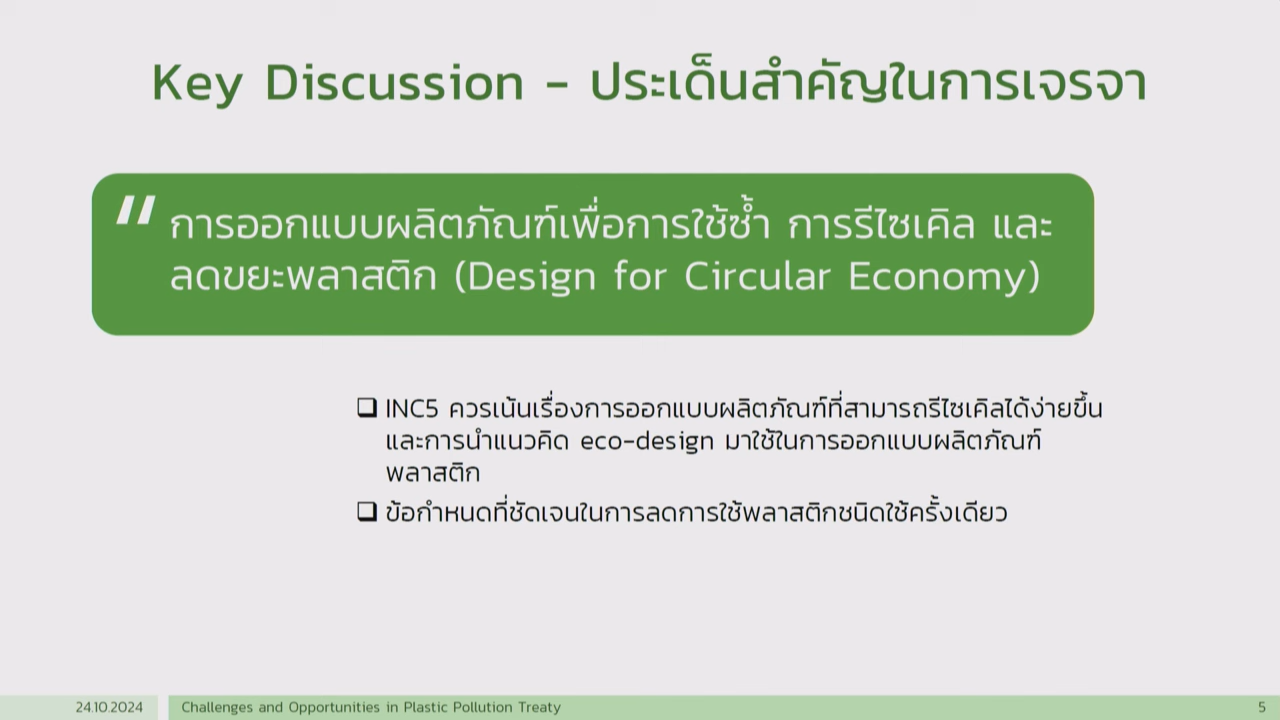 Key Discussion - ประเด็นสำคัญในการเจรจา
" การออกแบบผลิตภัณฑ์เพื่อการใช้ซ้ำ การรีไซเคิล และ
ลดขยะพลาสติก (Design for Circular Economy)
❑ INC5 ควรเน้นเรื่องการออกแบบผลิตภัณฑ์ที่สามารถรีไซเคิลได้ง่ายขึ้น
และการนำแนวคิด eco-design มาใช้ในการออกแบบผลิตภัณฑ์
พลาสติก
❑ ข้อกำหนดที่ชัดเจนในการลดการใช้พลาสติกชนิดใช้ครั้งเดียว
24.10.2024 Challenges and Opportunities in Plastic Pollution Treaty 5